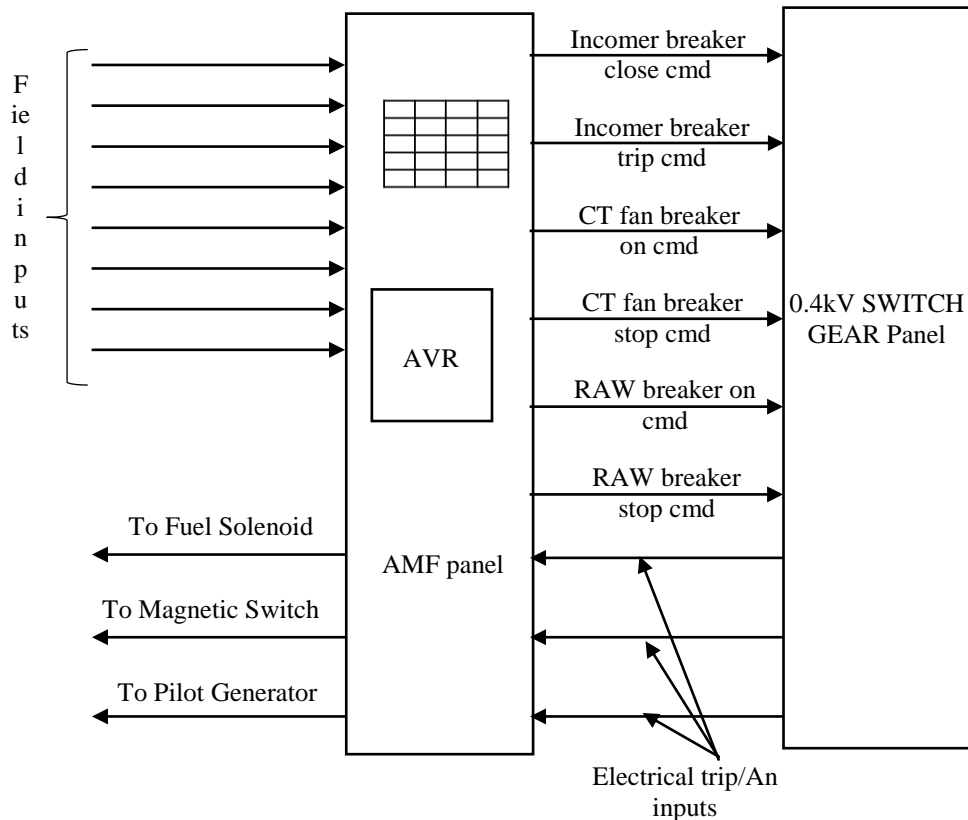 F
ie
l
d
i
n
p
u
ts
AVR
AMF panel
To Fuel Solenoid
To Magnetic Switch
To Pilot Generator
Incomer breaker
close cmd
Incomer breaker
trip cmd
CT fan breaker
on cmd
CT fan breaker
stop cmd
RAW breaker on
cmd
RAW breaker
stop cmd
Electrical trip/An
inputs
0.4kV SWITCH
GEAR Panel